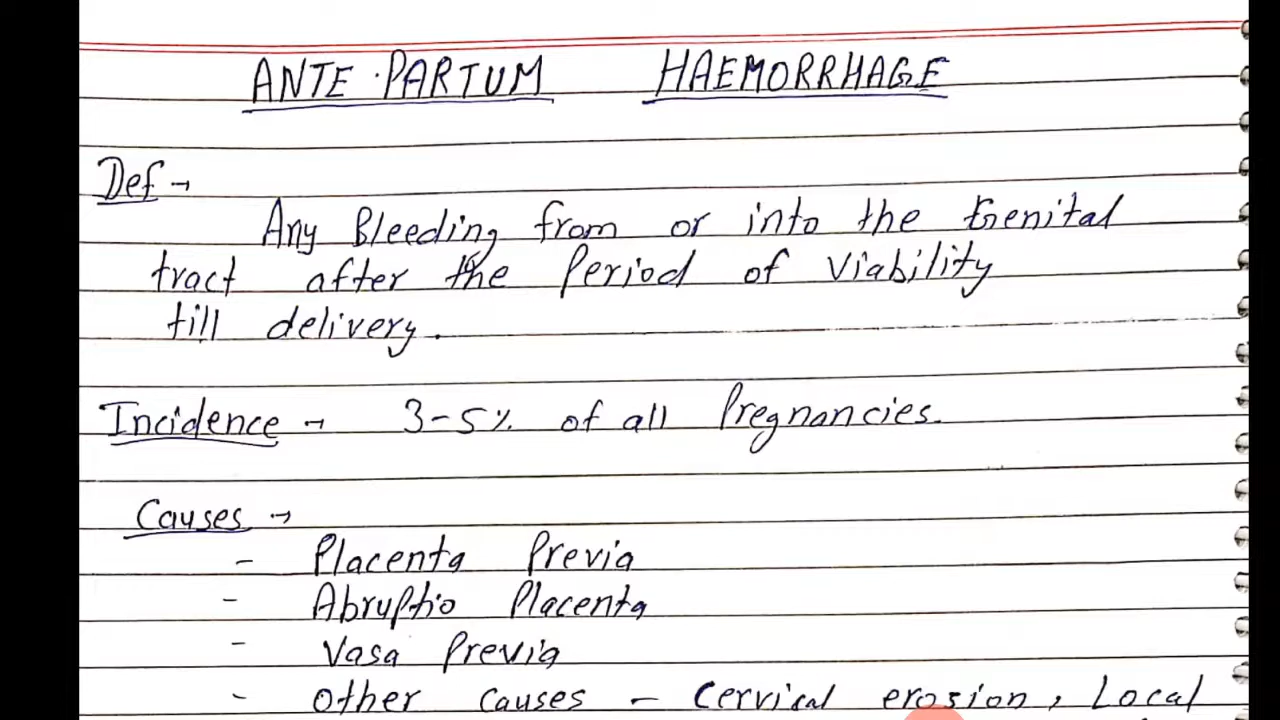 ANTE PARTUM HAEMORRHAGE
Def →
Any Bleeding from or into the Genital
tract after the Period of Viability
till delivery.
Incidence → 3-5% of all Pregnancies.
Causes →
- Placenta Previa
- Abruptio Placenta
- Vasa Previa
- Other causes - Cervical erosion, Local